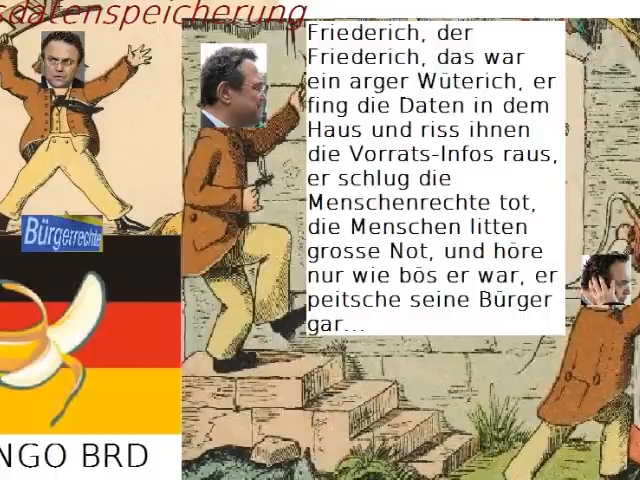 sdatenspeicherung
Friederich, der
Friederich, das war
ein arger Wüterich, er
fing die Daten in dem
Haus und riss ihnen
die Vorrats-Infos raus,
er schlug die
Menschenrechte tot,
die Menschen litten
grosse Not, und höre
nur wie bös er war, er
peitsche seine Bürger
gar...
Bürgerrechte
NGO BRD